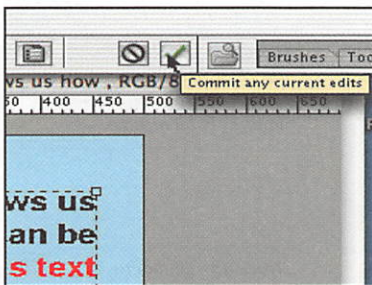 Brushes Too
ws us how , RGB/8
Commit any current edits
50 400 450 500 550 600 650
ws us
an be
s text